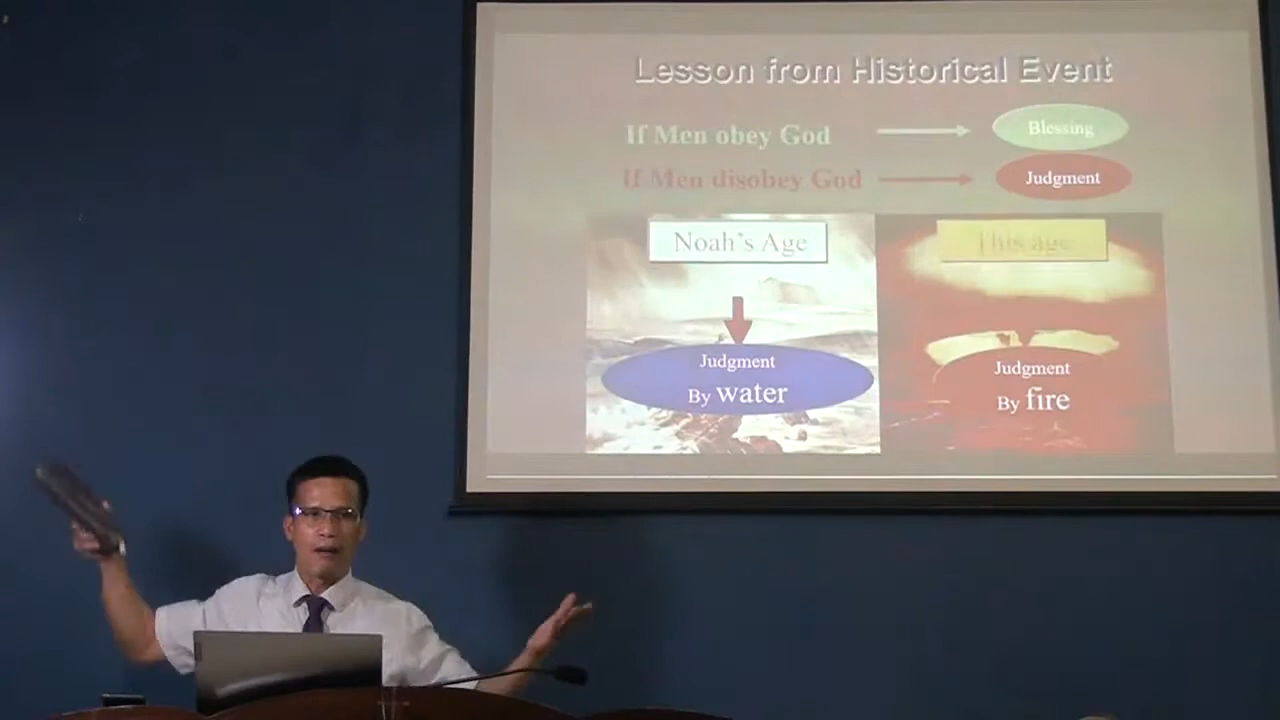 Lesson from Historical Event
If Men obey God
Blessing
If Men disobey God
Judgment
Noah's Age
This age
Judgment
By water
Judgment
By fire